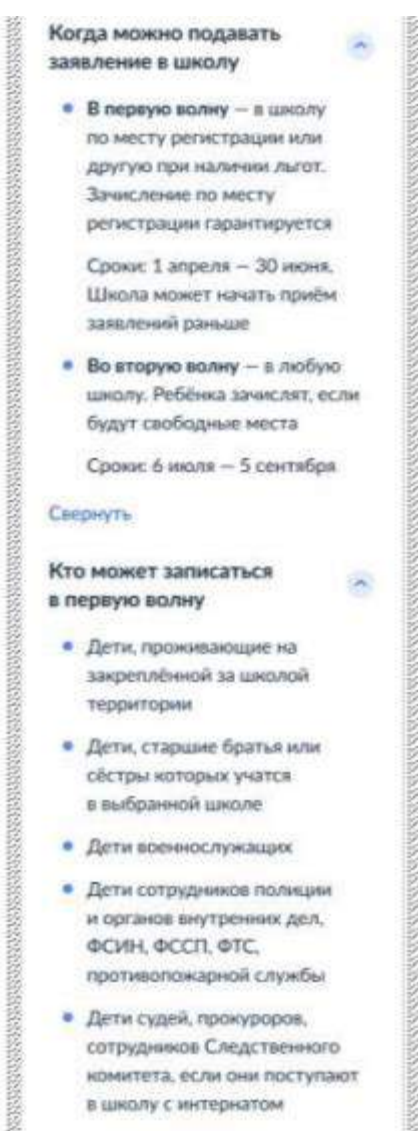 Когда можно подавать
заявление в школу
В первую волну — в школу
по месту регистрации или
другую при наличии льгот.
Зачисление по месту
регистрации гарантируется
Сроки: 1 апреля — 30 июня.
Школа может начать приём
заявлений раньше
Во вторую волну — в любую
школу. Ребёнка зачислят, если
будут свободные места
Сроки: 6 июля — 5 сентября
Свернуть
Кто может записаться
в первую волну
Дети, проживающие на
закреплённой за школой
территории
Дети, старшие братья или
сёстры которых учатся
в выбранной школе
Дети военнослужащих
Дети сотрудников полиции
и органов внутренних дел,
ФСИН, ФССП, ФТС,
противопожарной службы
Дети судей, прокуроров,
сотрудников Следственного
комитета, если они поступают
в школу с интернатом